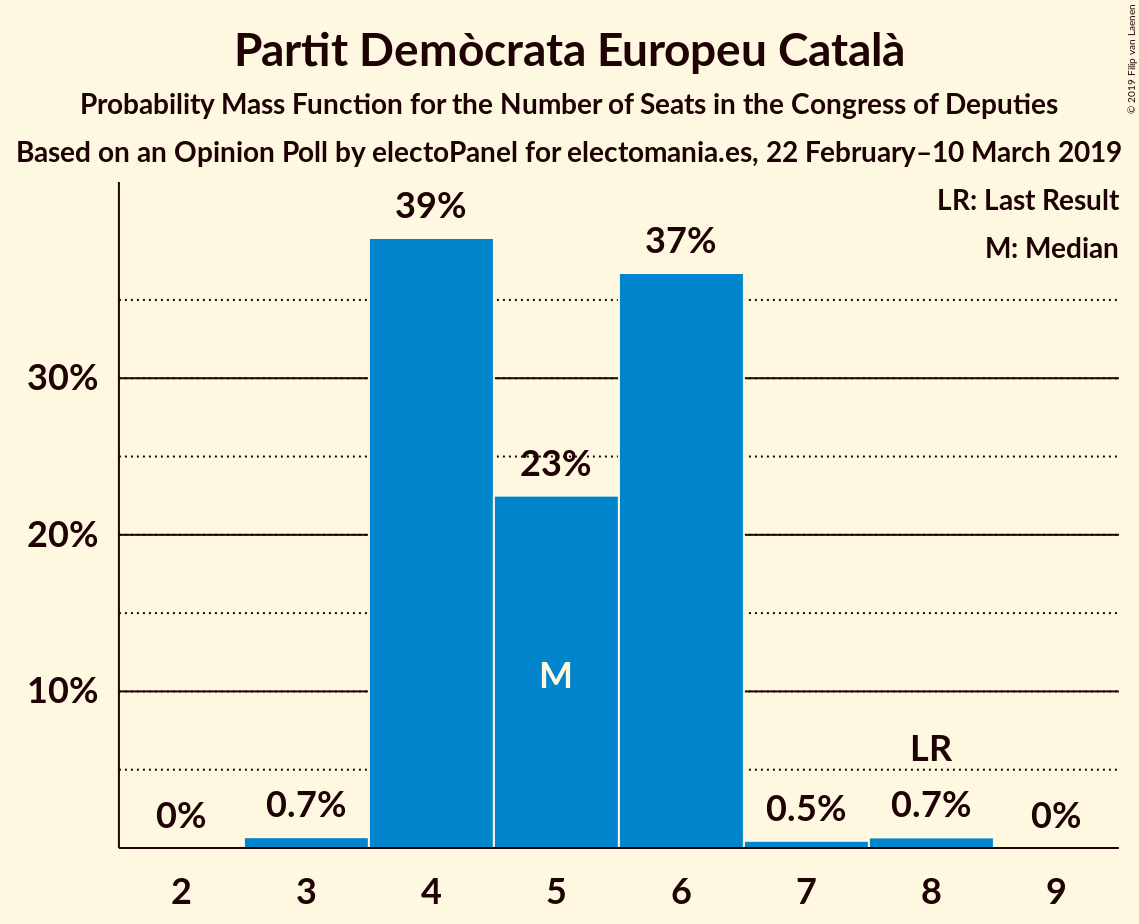 Partit Demòcrata Europeu Català
Probability Mass Function for the Number of Seats in the Congress of Deputies
Based on an Opinion Poll by electoPanel for electomania.es, 22 February–10 March 2019
© 2019 Filip van Laenen
LR: Last Result
M: Median
39%
37%
30%
23%
20%
M
10%
LR
0%
0.7%
0.5%
0.7%
0%
2 3 4 5 6 7 8 9